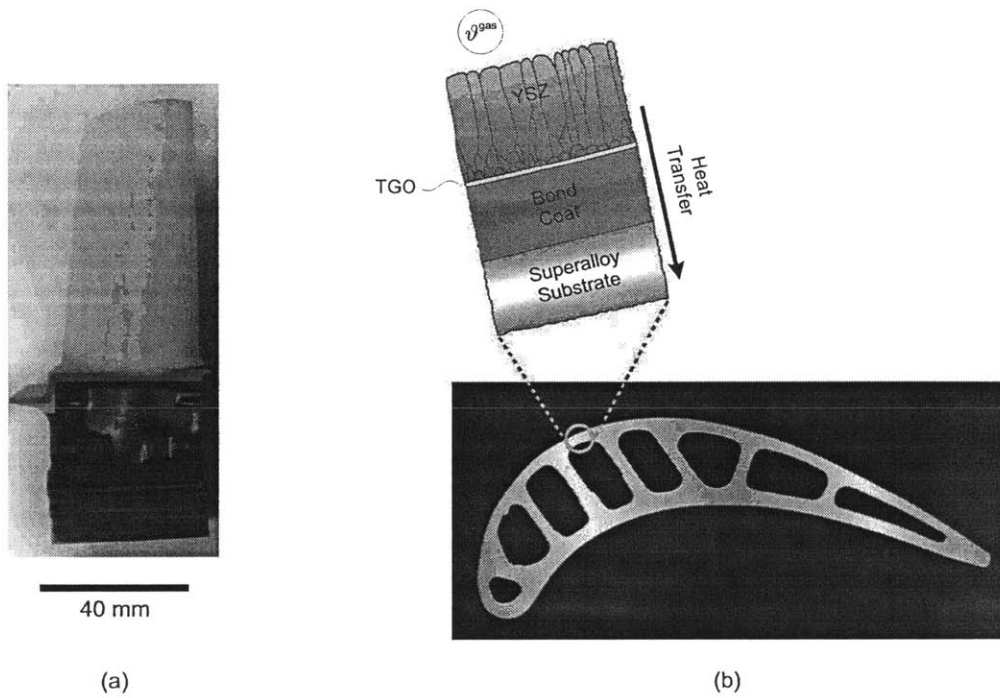 ϑgas
YSZ
TGO
Bond
Coat
Heat
Transfer
Superalloy
Substrate
40 mm
(a)
(b)